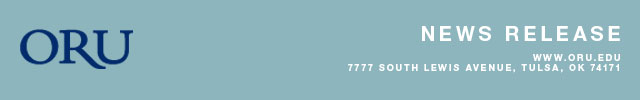 ORU
NEWS RELEASE
WWW.ORU.EDU
7777 SOUTH LEWIS AVENUE, TULSA, OK 74171